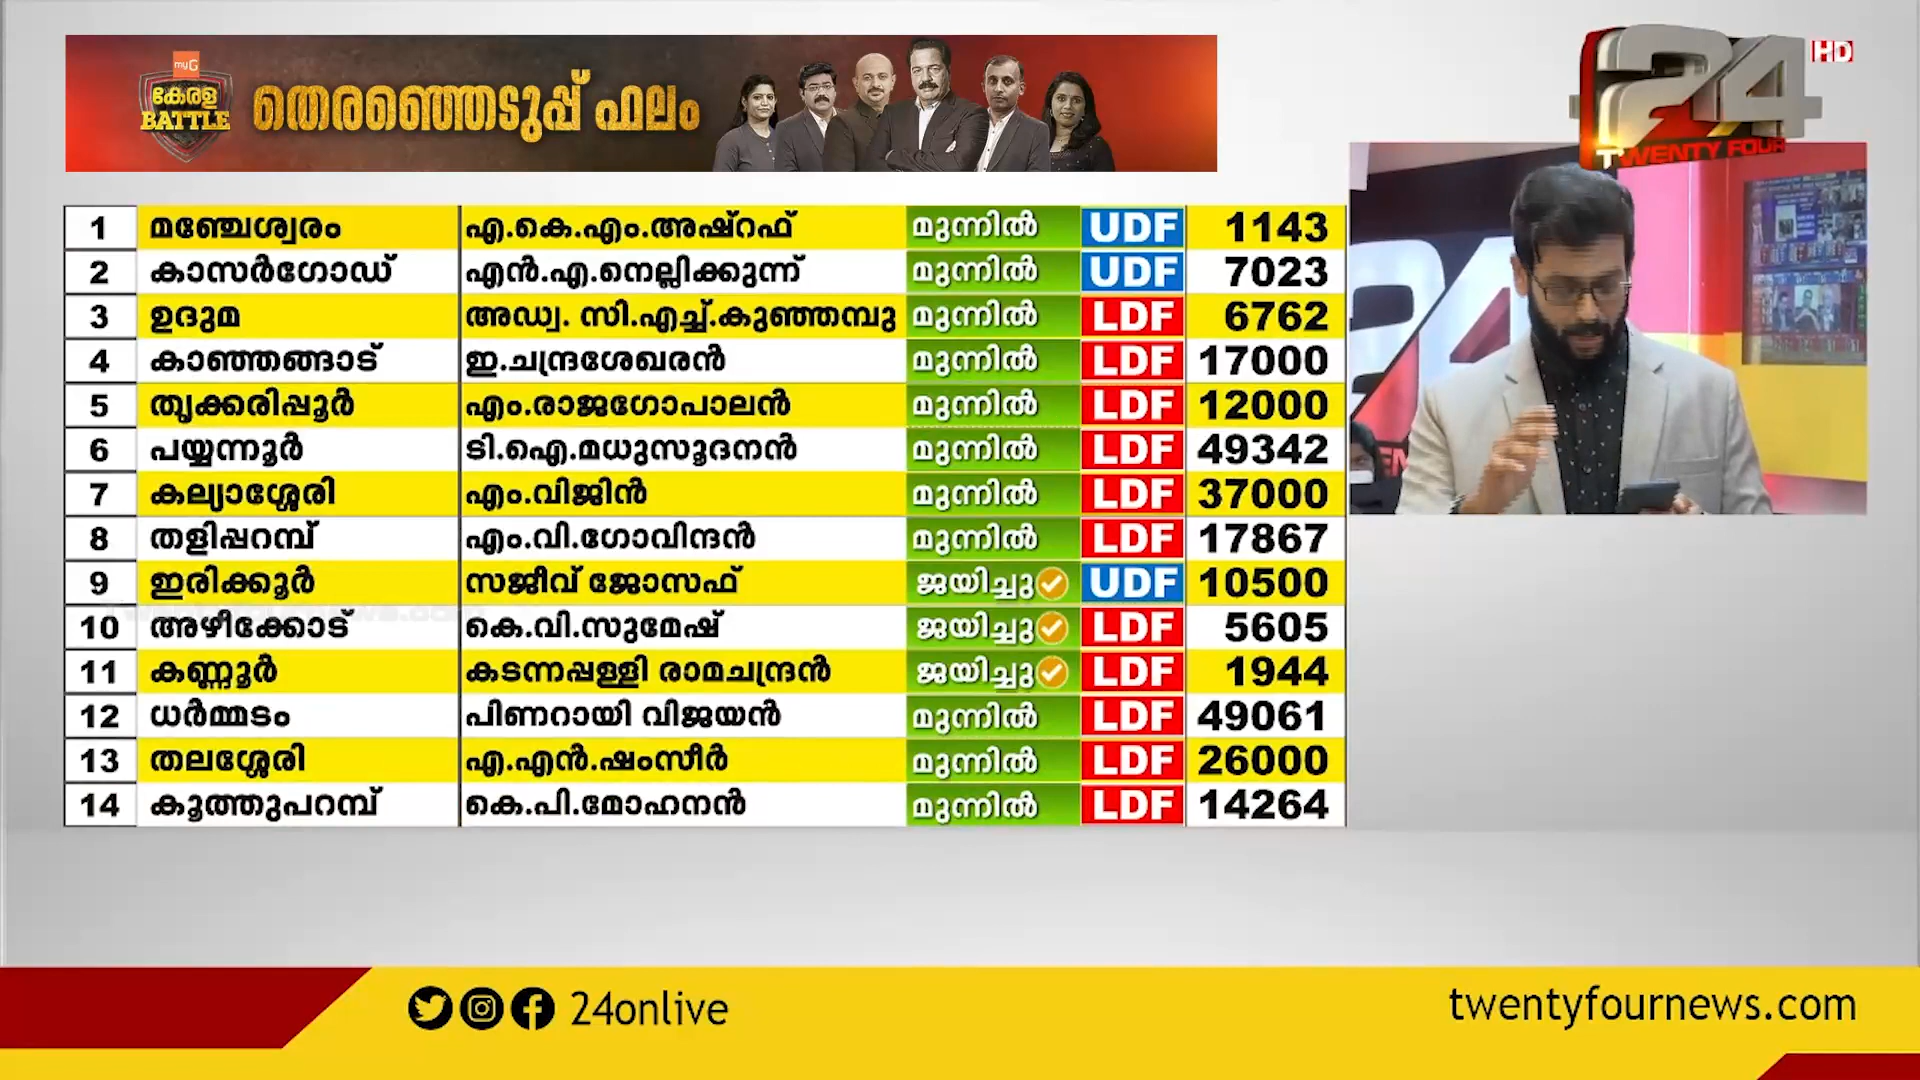 myG
കേരള
BATTLE
തെരഞ്ഞെടുപ്പ് ഫലം
24
HD
TWENTY FOUR
1 മഞ്ചേശ്വരം എ.കെ.എം.അഷ്റഫ് മുന്നിൽ UDF 1143
2 കാസർഗോഡ് എൻ.എ.നെല്ലിക്കുന്ന് മുന്നിൽ UDF 7023
3 ഉദുമ അഡ്വ. സി.എച്ച്.കുഞ്ഞമ്പു മുന്നിൽ LDF 6762
4 കാഞ്ഞങ്ങാട് ഇ.ചന്ദ്രശേഖരൻ മുന്നിൽ LDF 17000
5 തൃക്കരിപ്പൂർ എം.രാജഗോപാലൻ മുന്നിൽ LDF 12000
6 പയ്യന്നൂർ ടി.ഐ.മധുസൂദനൻ മുന്നിൽ LDF 49342
7 കല്യാശ്ശേരി എം.വിജിൻ മുന്നിൽ LDF 37000
8 തളിപ്പറമ്പ് എം.വി.ഗോവിന്ദൻ മുന്നിൽ LDF 17867
9 ഇരിക്കൂർ സജീവ് ജോസഫ് ജയിച്ചു UDF 10500
10 അഴീക്കോട് കെ.വി.സുമേഷ് ജയിച്ചു LDF 5605
11 കണ്ണൂർ കടന്നപ്പള്ളി രാമചന്ദ്രൻ ജയിച്ചു LDF 1944
12 ധർമ്മടം പിണറായി വിജയൻ മുന്നിൽ LDF 49061
13 തലശ്ശേരി എ.എൻ.ഷംസീർ മുന്നിൽ LDF 26000
14 കൂത്തുപറമ്പ് കെ.പി.മോഹനൻ മുന്നിൽ LDF 14264
24onlive
twentyfournews.com